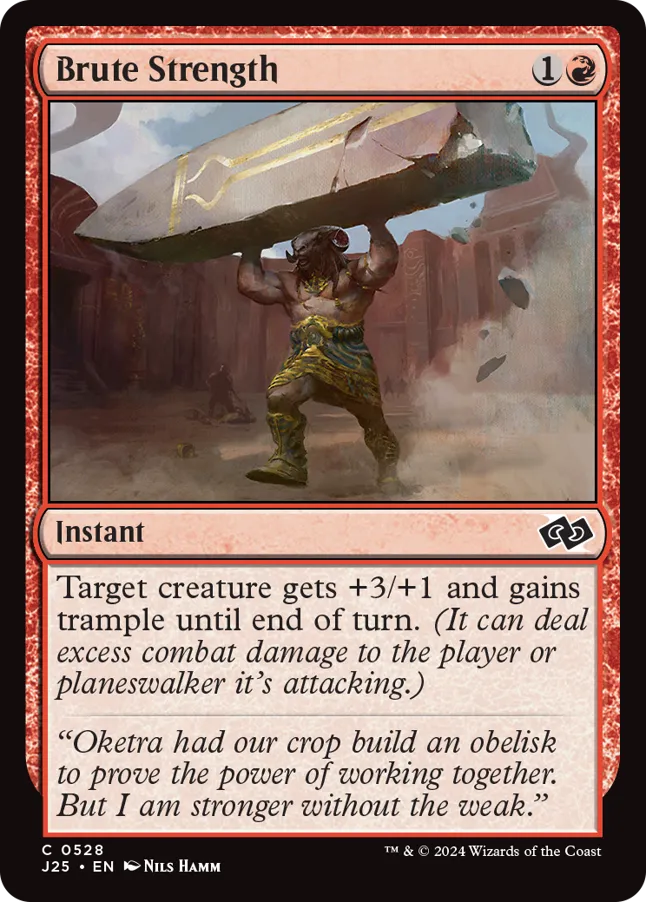 Brute Strength 1
Instant
Target creature gets +3/+1 and gains
trample until end of turn. (It can deal
excess combat damage to the player or
planeswalker it's attacking.)
“Oketra had our crop build an obelisk
to prove the power of working together.
But I am stronger without the weak.”
C 0528
J25 • EN Nils Hamm
™ & © 2024 Wizards of the Coast